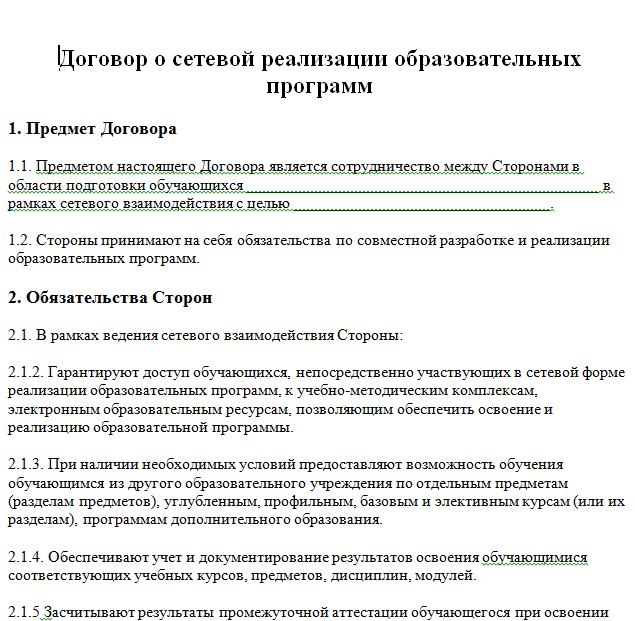 Договор о сетевой реализации образовательных
программ
1. Предмет Договора
1.1. Предметом настоящего Договора является сотрудничество между Сторонами в
области подготовки обучающихся _______________________________________________ в
рамках сетевого взаимодействия с целью __________________________________.
1.2. Стороны принимают на себя обязательства по совместной разработке и реализации
образовательных программ.
2. Обязательства Сторон
2.1. В рамках ведения сетевого взаимодействия Стороны:
2.1.2. Гарантируют доступ обучающихся, непосредственно участвующих в сетевой форме
реализации образовательных программ, к учебно-методическим комплексам,
электронным образовательным ресурсам, позволяющим обеспечить освоение и
реализацию образовательной программы.
2.1.3. При наличии необходимых условий предоставляют возможность обучения
обучающимся из другого образовательного учреждения по отдельным предметам
(разделам предметов), углубленным, профильным, базовым и элективным курсам (или их
разделам), программам дополнительного образования.
2.1.4. Обеспечивают учет и документирование результатов освоения обучающимися
соответствующих учебных курсов, предметов, дисциплин, модулей.
2.1.5 Засчитывают результаты промежуточной аттестации обучающегося при освоении